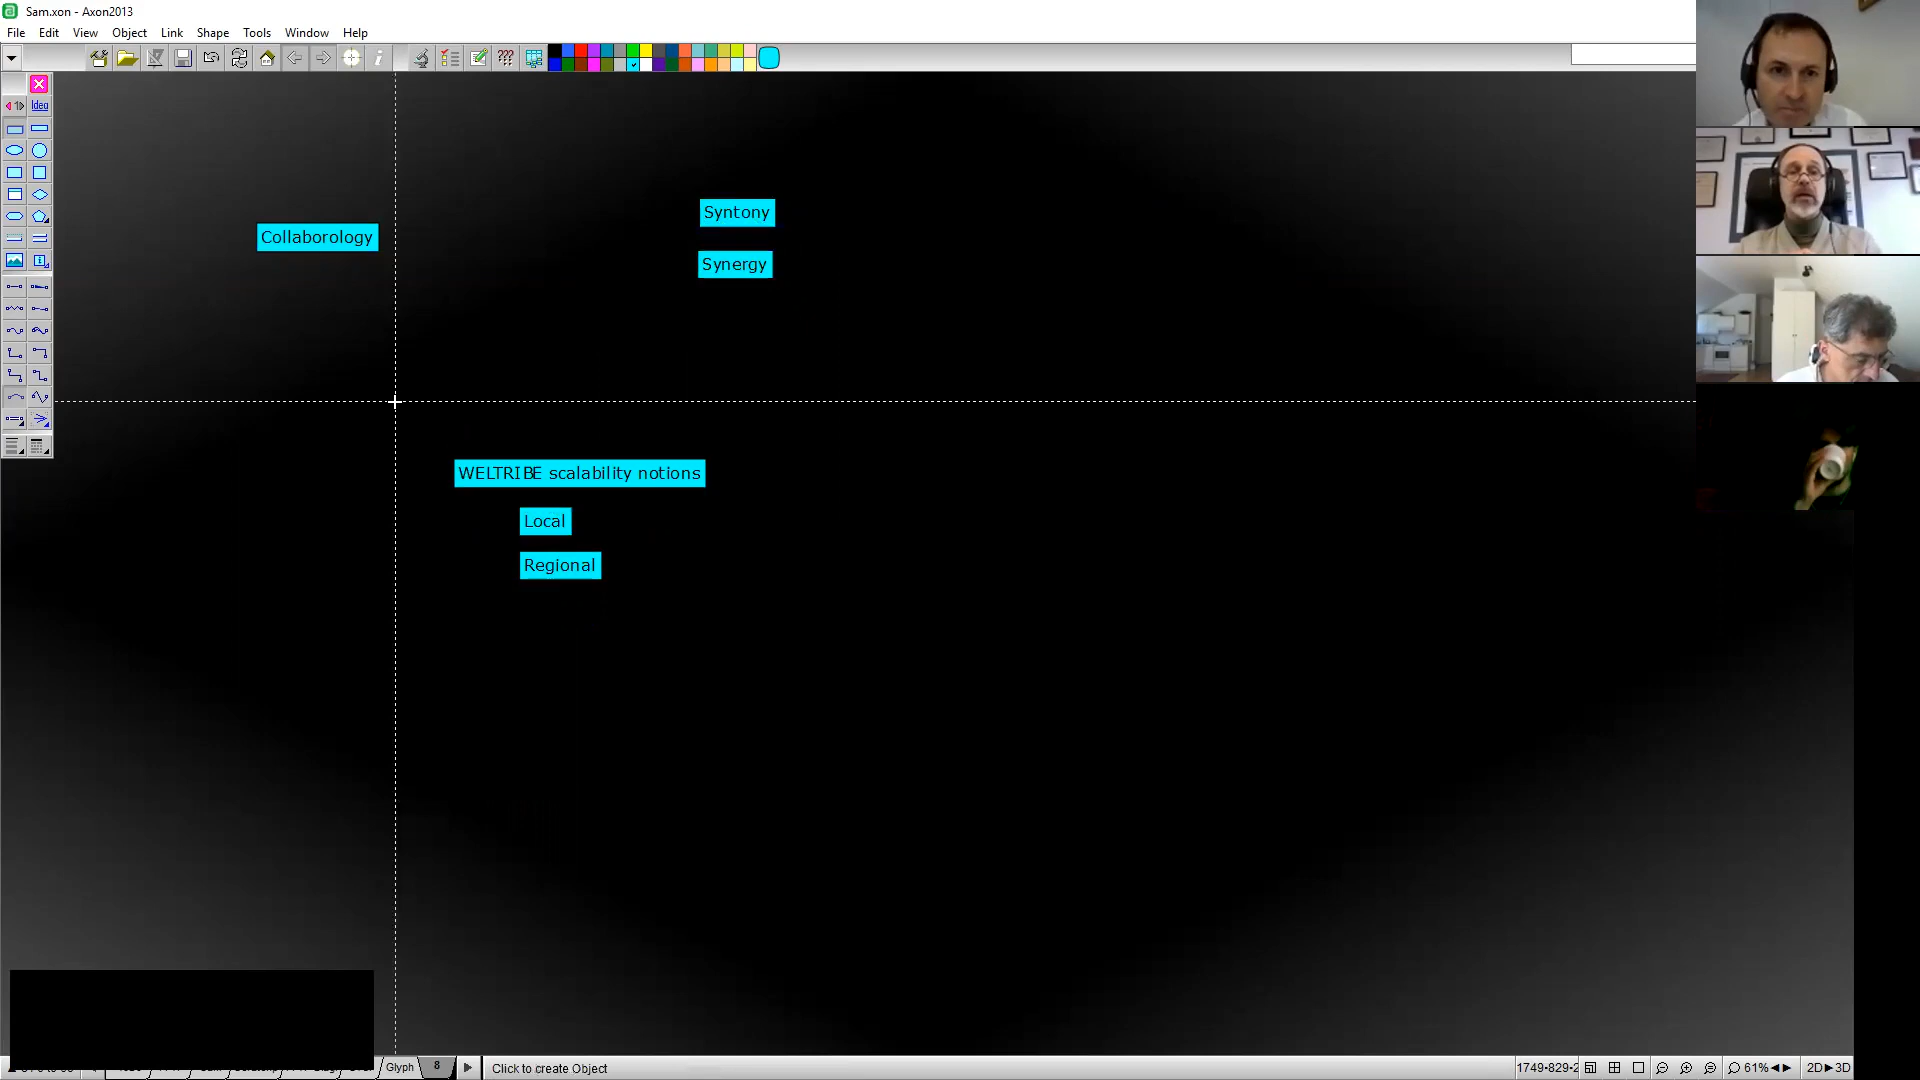 Sam.xon - Axon2013
File Edit View Object Link Shape Tools Window Help
Idea
Syntony
Collaborology
Synergy
WELTRIBE scalability notions
Local
Regional
Glyph 8 Click to create Object
61% 2D 3D